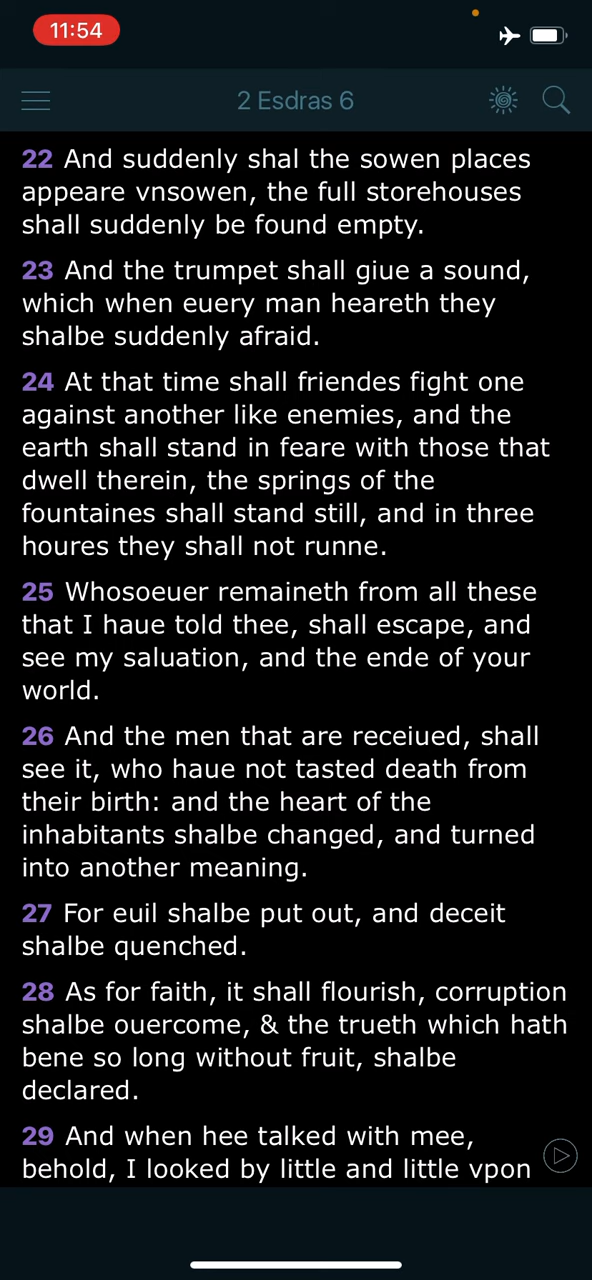 11:54
2 Esdras 6
22 And suddenly shal the sowen places
appeare vnsowen, the full storehouses
shall suddenly be found empty.
23 And the trumpet shall giue a sound,
which when euery man heareth they
shalbe suddenly afraid.
24 At that time shall friendes fight one
against another like enemies, and the
earth shall stand in feare with those that
dwell therein, the springs of the
fountaines shall stand still, and in three
houres they shall not runne.
25 Whosoeuer remaineth from all these
that I haue told thee, shall escape, and
see my saluation, and the ende of your
world.
26 And the men that are receiued, shall
see it, who haue not tasted death from
their birth: and the heart of the
inhabitants shalbe changed, and turned
into another meaning.
27 For euil shalbe put out, and deceit
shalbe quenched.
28 As for faith, it shall flourish, corruption
shalbe ouercome, & the trueth which hath
bene so long without fruit, shalbe
declared.
29 And when hee talked with mee,
behold, I looked by little and little vpon